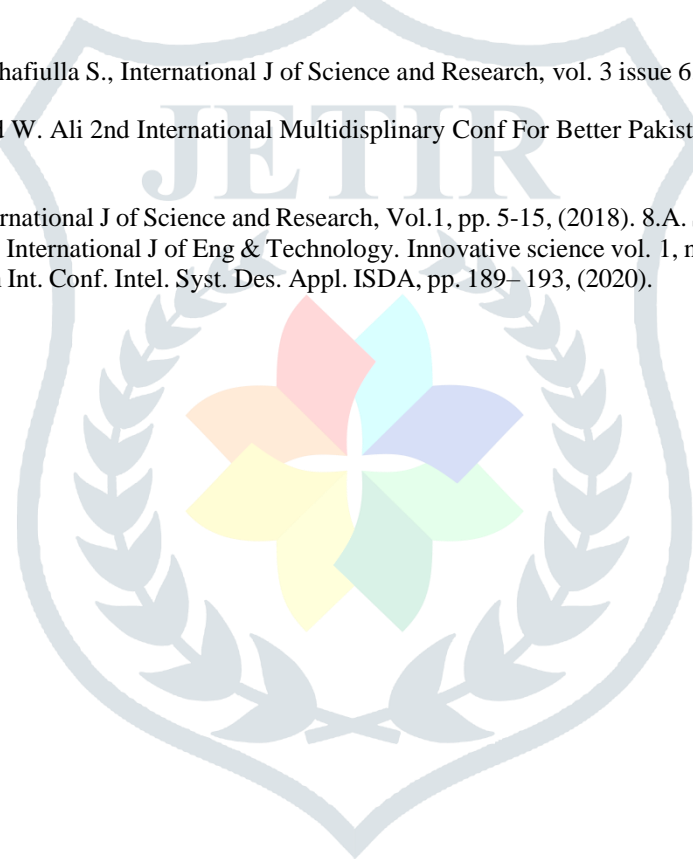 hafiulla S., International J of Science and Research, vol. 3 issue 6
W. Ali 2nd International Multidisplinary Conf For Better Pakist
JETIR
rnational J of Science and Research, Vol.1, pp. 5-15, (2018). 8.A.
International J of Eng & Technology. Innovative science vol. 1, n
Int. Conf. Intel. Syst. Des. Appl. ISDA, pp. 189– 193, (2020).